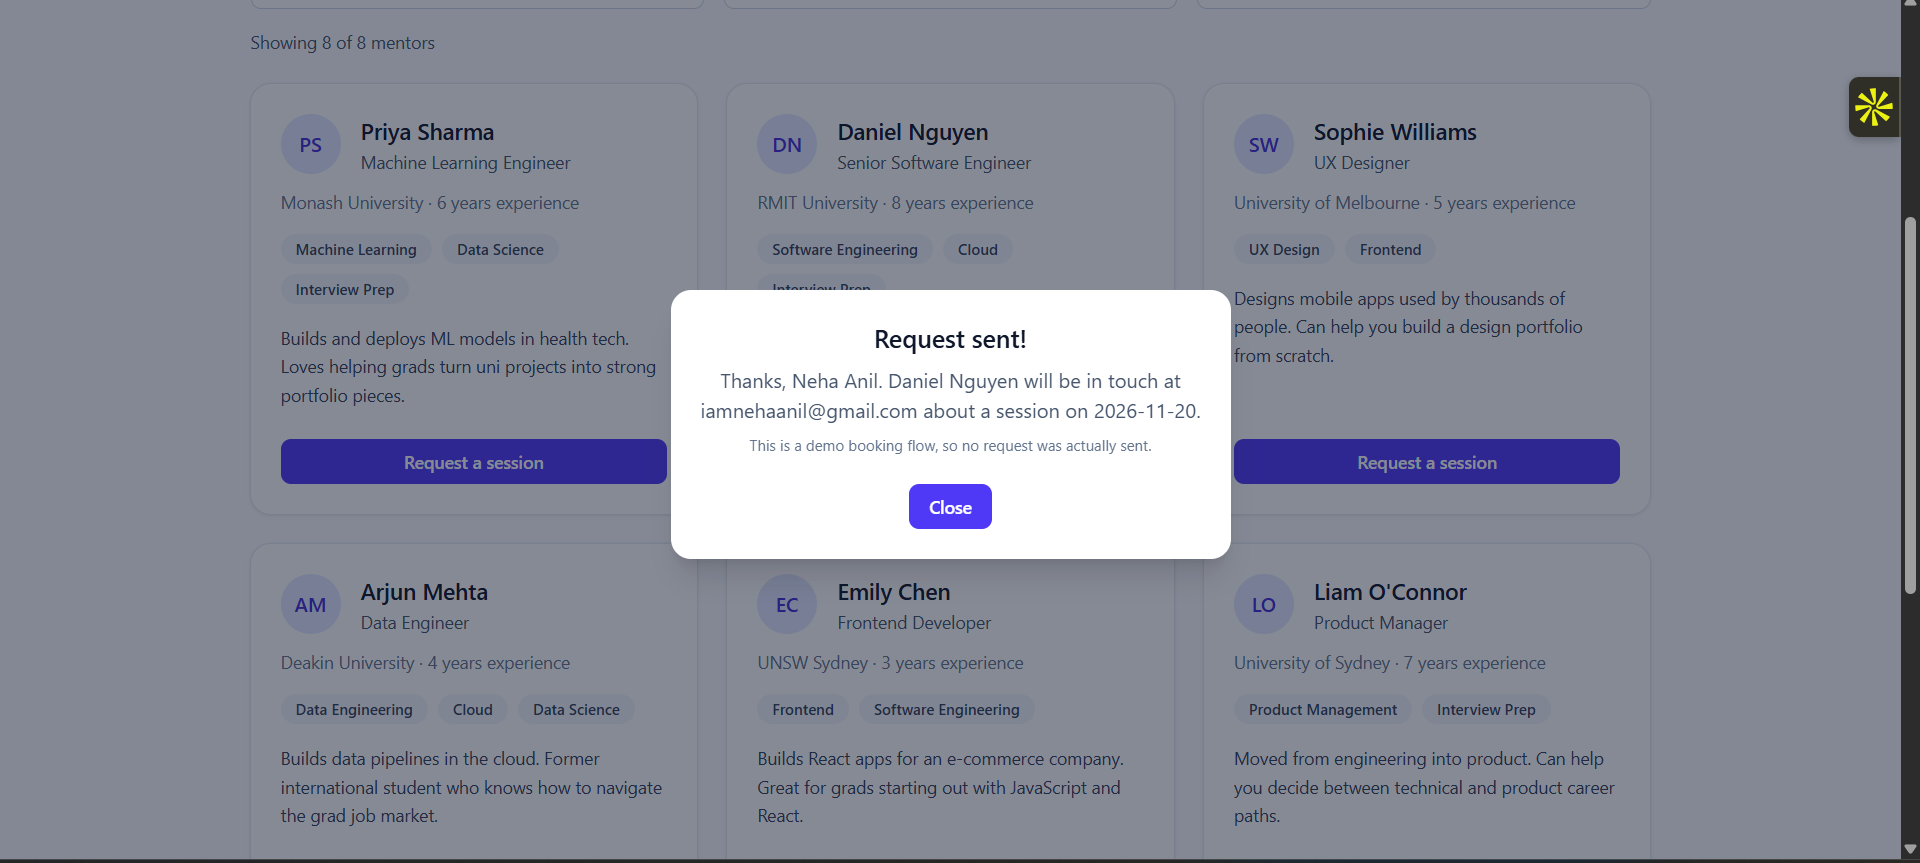 Showing 8 of 8 mentors
PS
Priya Sharma
Machine Learning Engineer
Monash University · 6 years experience
Machine Learning
Data Science
Interview Prep
Builds and deploys ML models in health tech.
Loves helping grads turn uni projects into strong
portfolio pieces.
Request a session
DN
Daniel Nguyen
Senior Software Engineer
RMIT University · 8 years experience
Software Engineering
Cloud
Interview Prep
SW
Sophie Williams
UX Designer
University of Melbourne · 5 years experience
UX Design
Frontend
Designs mobile apps used by thousands of
people. Can help you build a design portfolio
from scratch.
Request a session
Request sent!
Thanks, Neha Anil. Daniel Nguyen will be in touch at
iamnehaanil@gmail.com about a session on 2026-11-20.
This is a demo booking flow, so no request was actually sent.
Close
AM
Arjun Mehta
Data Engineer
Deakin University · 4 years experience
Data Engineering
Cloud
Data Science
Builds data pipelines in the cloud. Former
international student who knows how to navigate
the grad job market.
EC
Emily Chen
Frontend Developer
UNSW Sydney · 3 years experience
Frontend
Software Engineering
Builds React apps for an e-commerce company.
Great for grads starting out with JavaScript and
React.
LO
Liam O'Connor
Product Manager
University of Sydney · 7 years experience
Product Management
Interview Prep
Moved from engineering into product. Can help
you decide between technical and product career
paths.